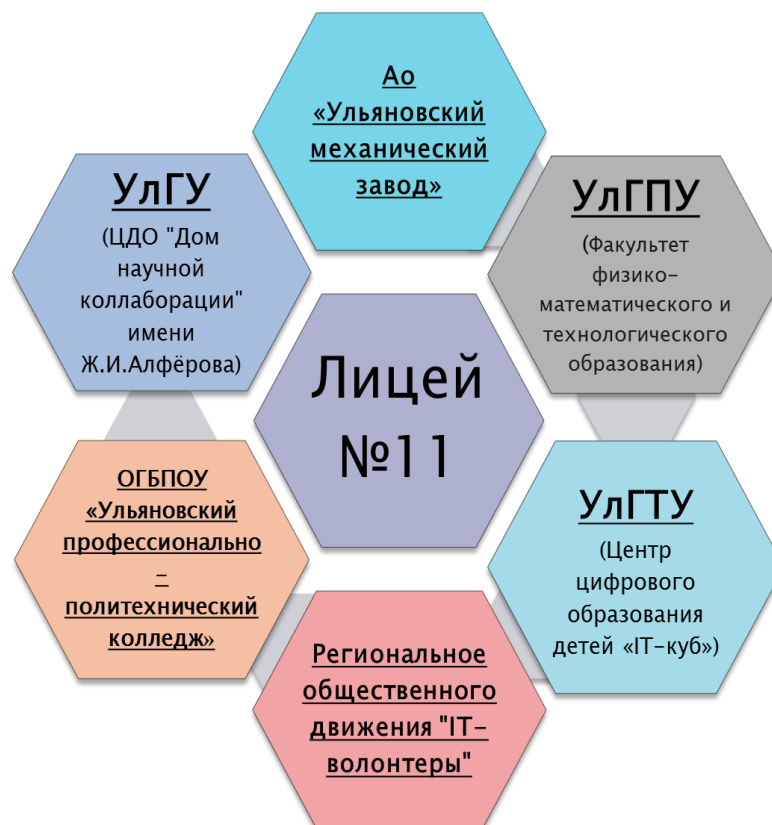 Ао
«Ульяновский
механический
завод»
УлГУ
(ЦДО "Дом
научной
коллаборации"
имени
Ж.И.Алфёрова)
УлГПУ
(Факультет
физико-
математического и
технологического
образования)
Лицей
№11
ОГБПОУ
«Ульяновский
профессионально
-
политехнический
колледж»
УлГТУ
(Центр
цифрового
образования
детей «IT-куб»)
Региональное
общественного
движения "IT-
волонтеры"